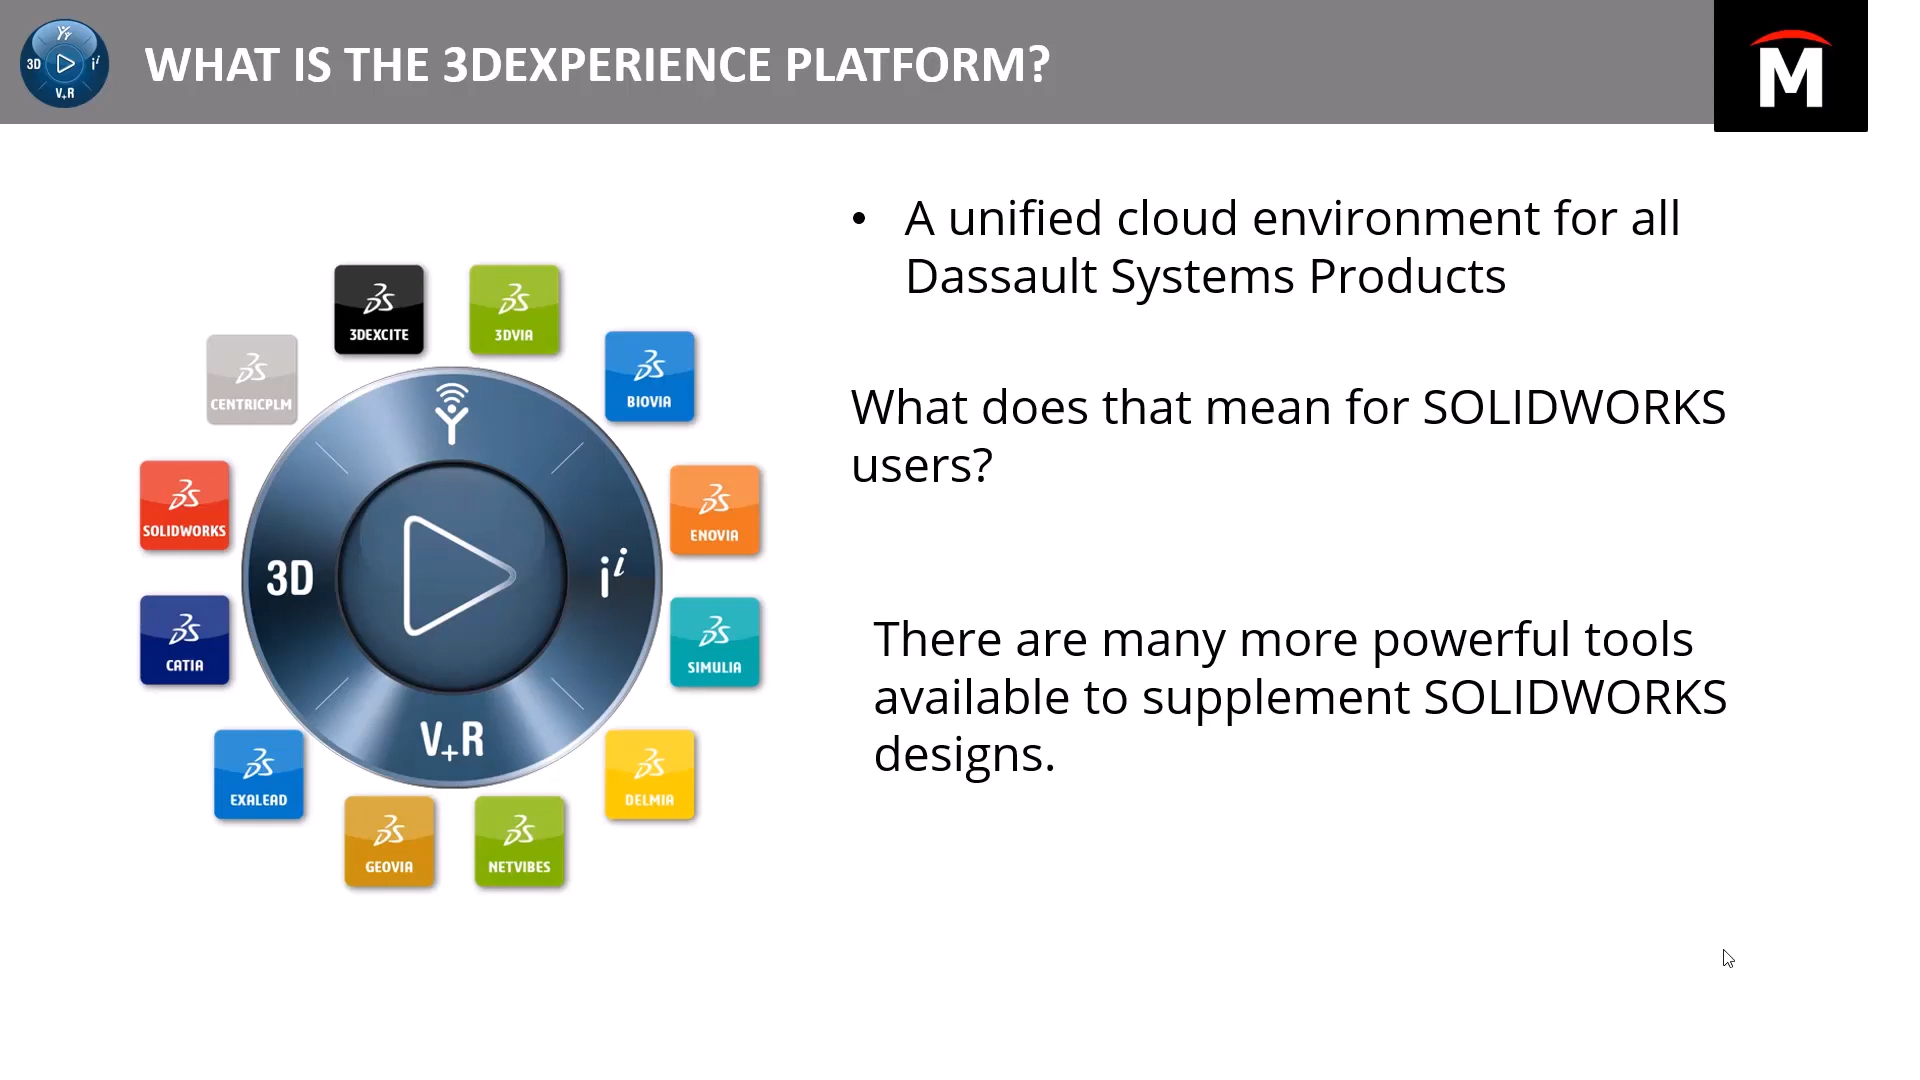 3D
V+R
i i
WHAT IS THE 3DEXPERIENCE PLATFORM?
M
• A unified cloud environment for all
Dassault Systems Products
What does that mean for SOLIDWORKS
users?
There are many more powerful tools
available to supplement SOLIDWORKS
designs.
3DEXCITE
3DVIA
CENTRICPLM
BIOVIA
SOLIDWORKS
ENOVIA
3D
i i
CATIA
SIMULIA
V+R
EXALEAD
DELMIA
GEOVIA
NETVIBES